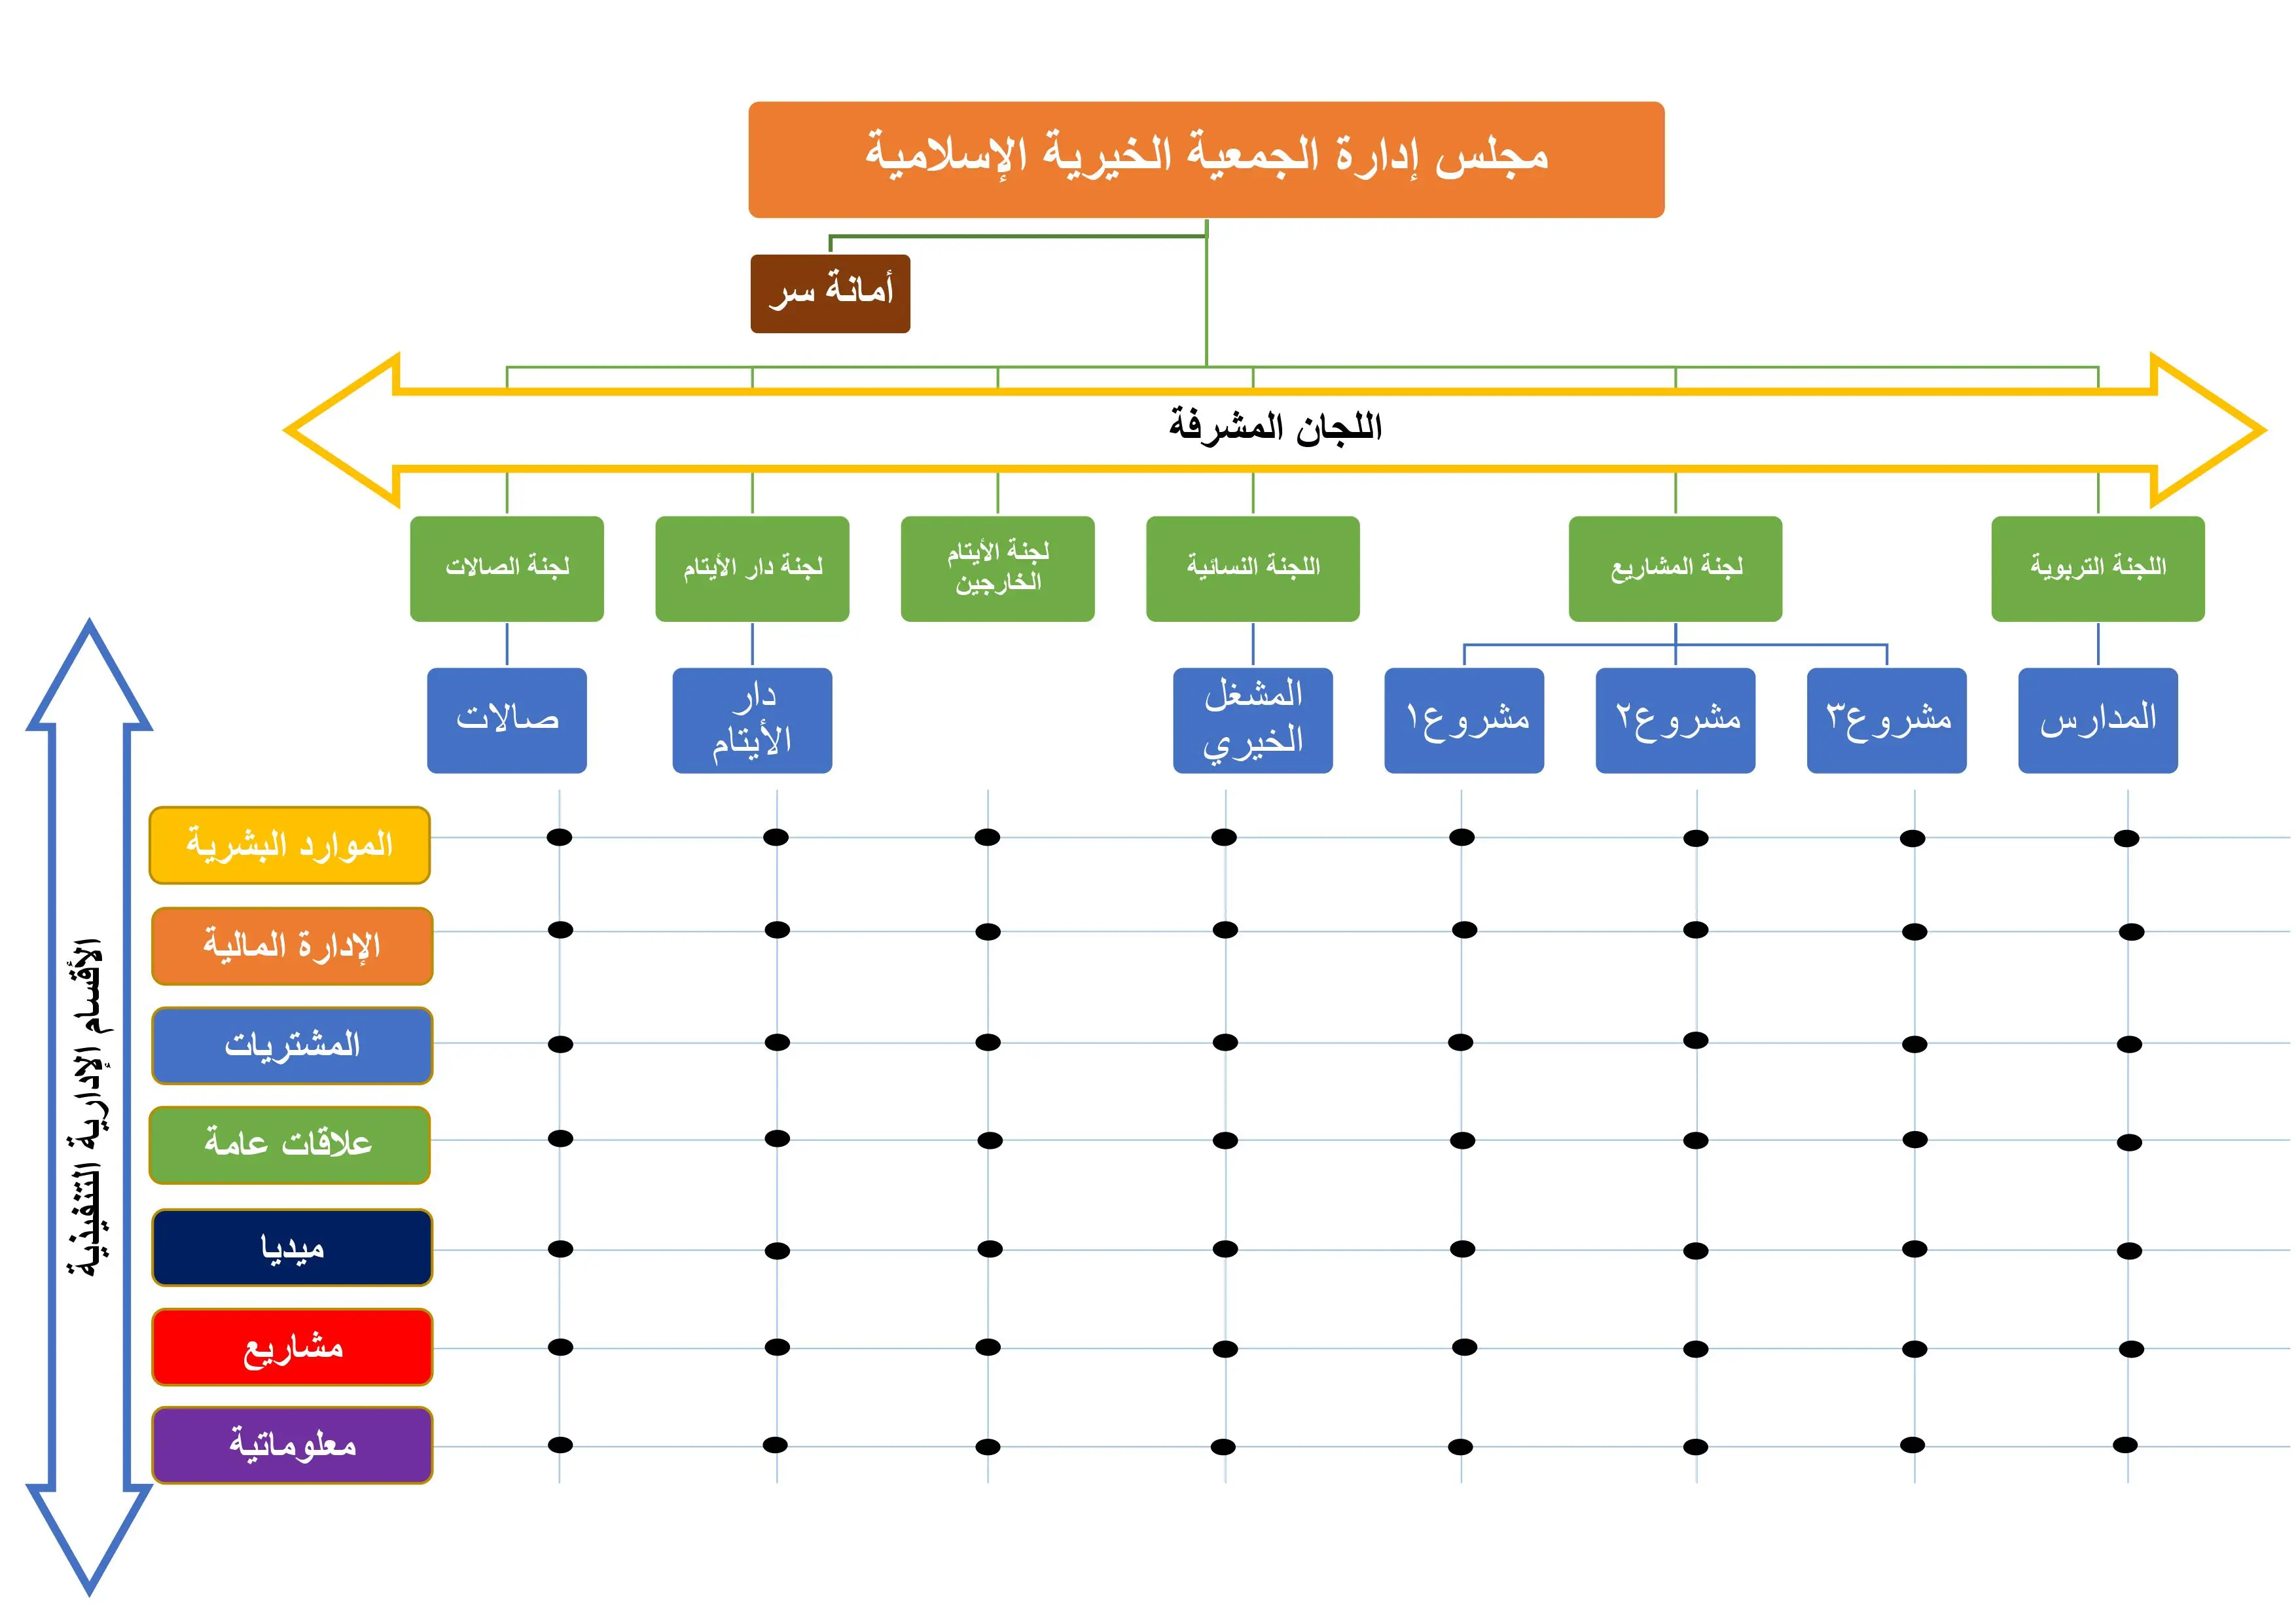 مجلس إدارة الجمعية الخيرية الإسلامية
أمانة سر
اللجان المشرفة
اللجنة التربوية
لجنة المشاريع
اللجنة النسائية
لجنة الأيتام
الخارجين
لجنة دار الأيتام
لجنة الصالات
المدارس
مشروع٣
مشروع٢
مشروع١
المشغل
الخيري
دار
الأيتام
صالات
الأقسام الإدارية التنفيذية
الموارد البشرية
الإدارة المالية
المشتريات
علاقات عامة
ميديا
مشاريع
معلوماتية